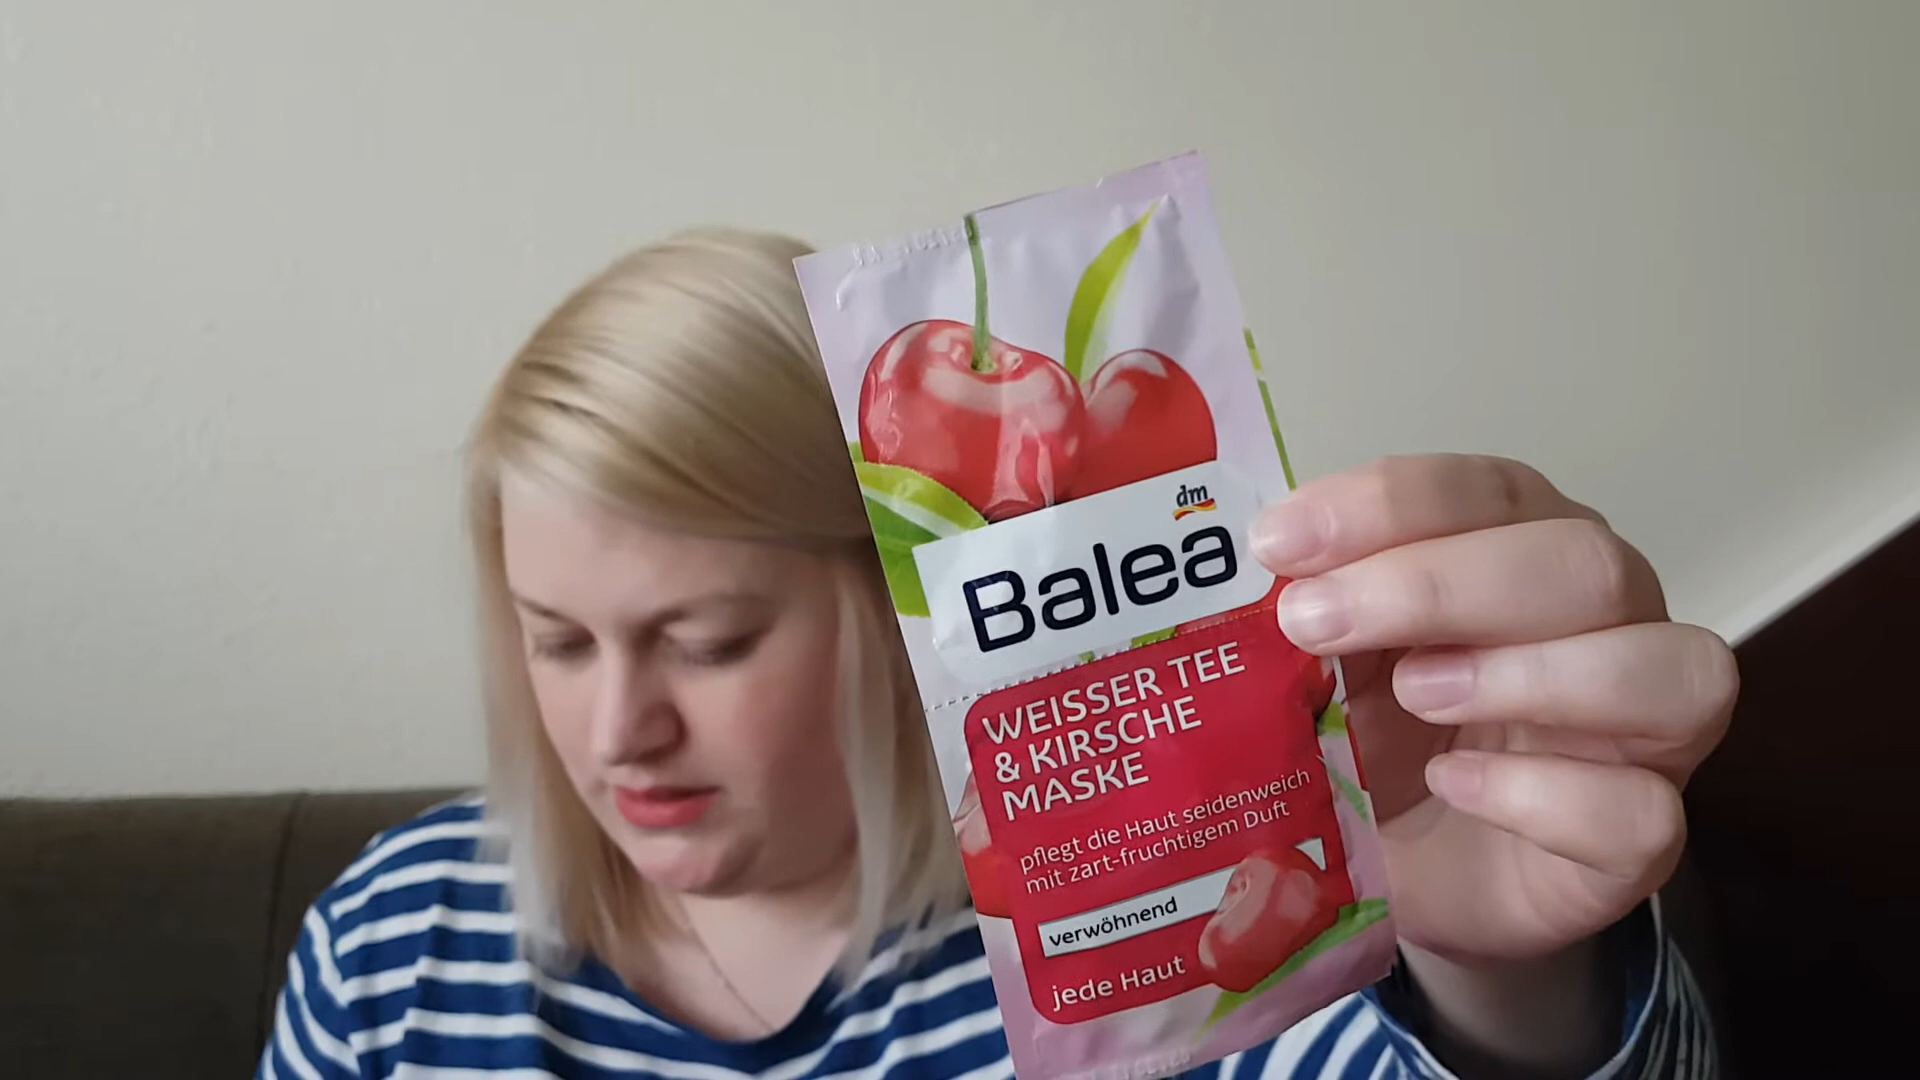 dm
Balea
WEISSER TEE
& KIRSCHE
MASKE
pflegt die Haut seidenweich
mit zart-fruchtigem Duft
verwöhnend
jede Haut